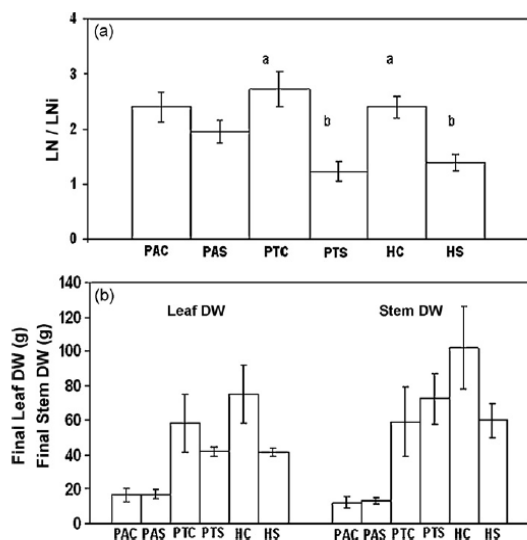 (a)
4
3
2
1
0
LN / LNi
a
a
b
b
PAC PAS PTC PTS HC HS
(b)
140
120
100
80
60
40
20
0
Final Leaf DW (g)
Final Stem DW (g)
Leaf DW Stem DW
PAC PAS PTC PTS HC HS PAC PAS PTC PTS HC HS